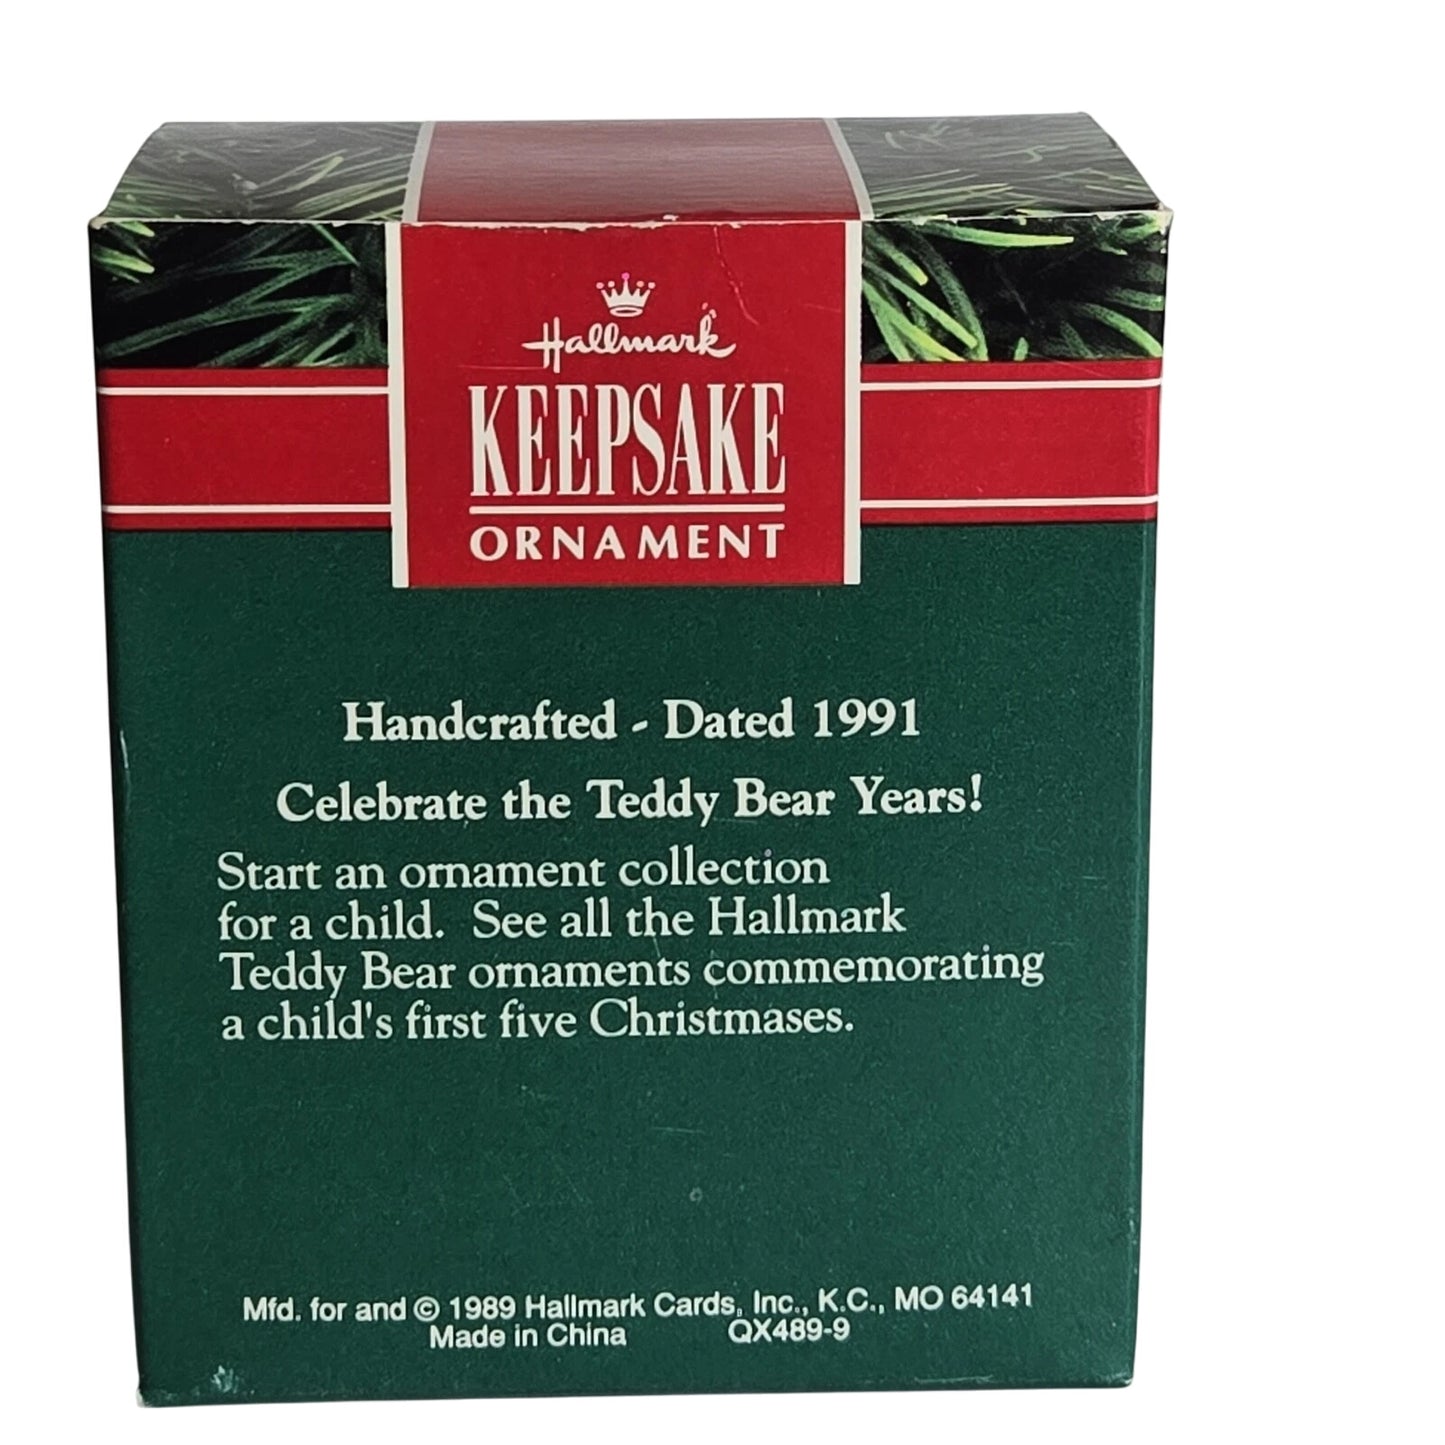 Hallmark
KEEPSAKE
ORNAMENT
Handcrafted - Dated 1991
Celebrate the Teddy Bear Years!
Start an ornament collection
for a child. See all the Hallmark
Teddy Bear ornaments commemorating
a child's first five Christmases.
Mfd. for and © 1989 Hallmark Cards, Inc., K.C., MO 64141
Made in China QX489-9